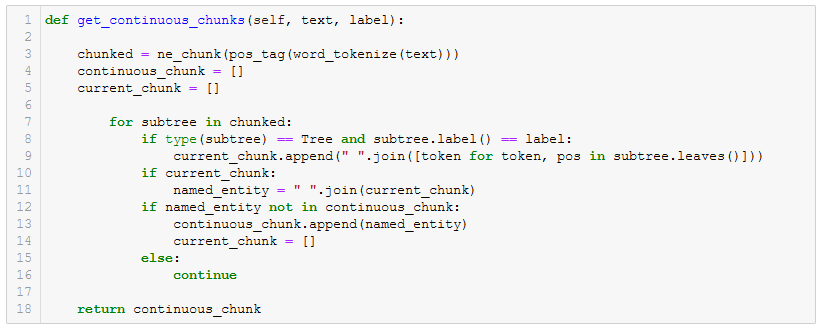 1 def get_continuous_chunks(self, text, label):
2
3     chunked = ne_chunk(pos_tag(word_tokenize(text)))
4     continuous_chunk = []
5     current_chunk = []
6
7         for subtree in chunked:
8             if type(subtree) == Tree and subtree.label() == label:
9                 current_chunk.append(" ".join([token for token, pos in subtree.leaves()]))
10             if current_chunk:
11                 named_entity = " ".join(current_chunk)
12             if named_entity not in continuous_chunk:
13                 continuous_chunk.append(named_entity)
14                 current_chunk = []
15             else:
16                 continue
17
18     return continuous_chunk